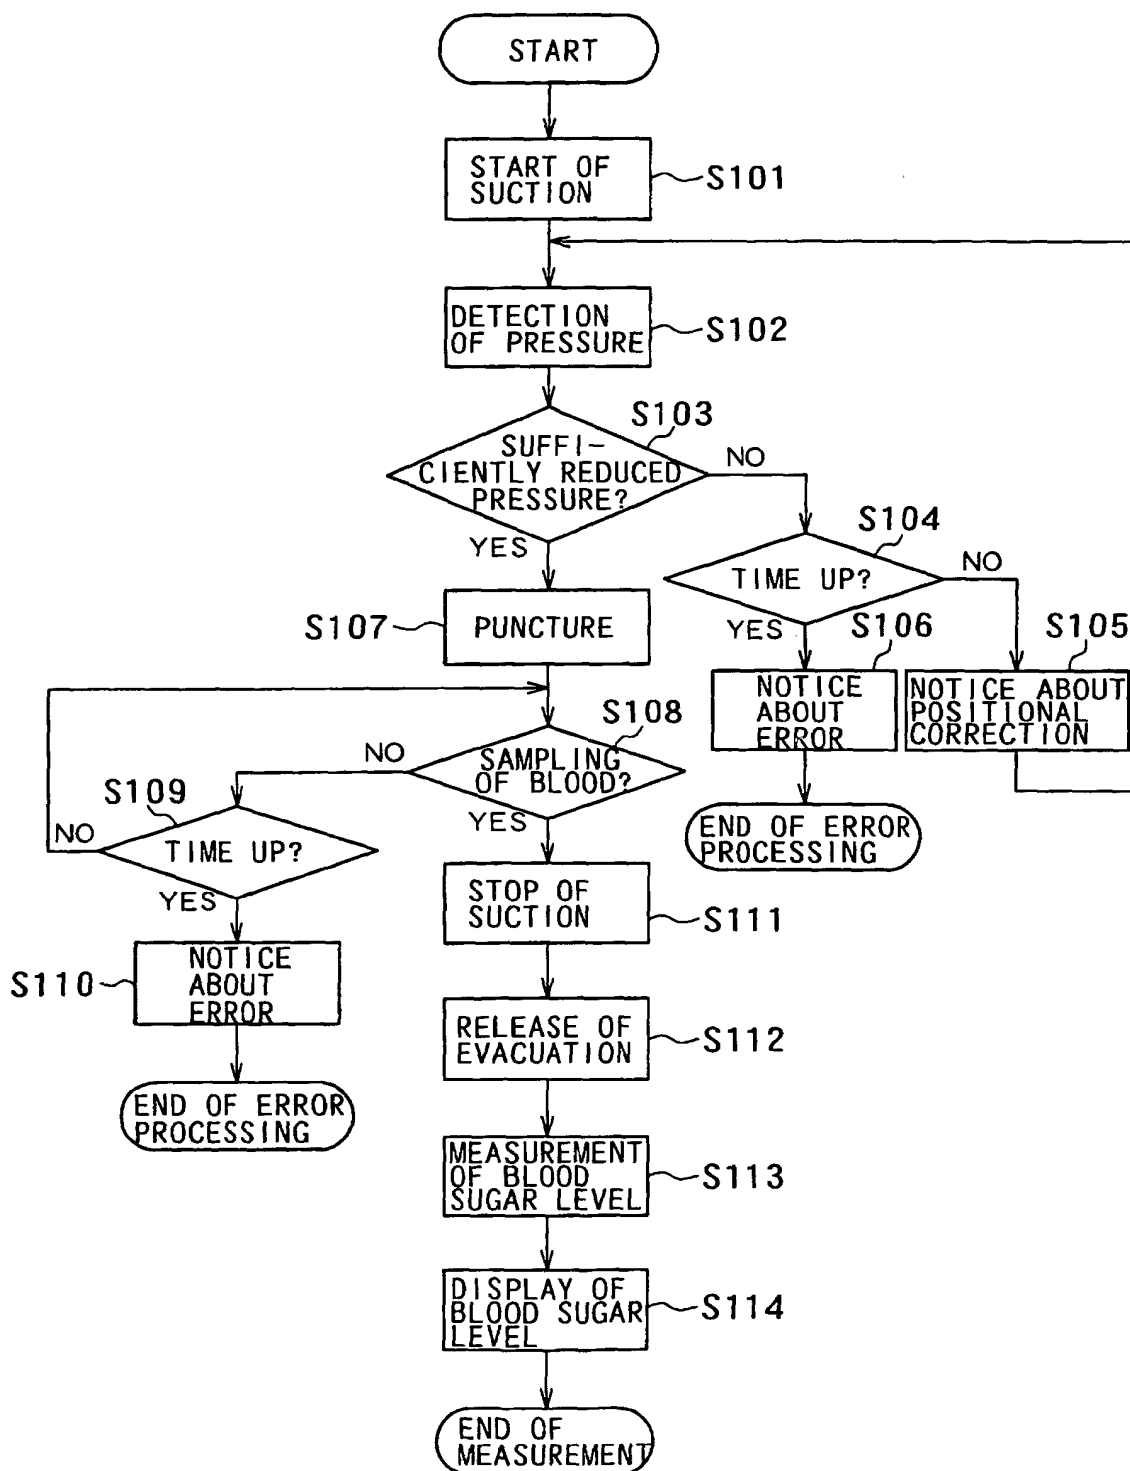 START
START OF
SUCTION
S101
DETECTION
OF PRESSURE
S102
S103
SUFFI-
CIENTLY REDUCED
PRESSURE?
NO
YES
S104
TIME UP?
NO
YES
S107
PUNCTURE
S106
NOTICE
ABOUT
ERROR
S105
NOTICE ABOUT
POSITIONAL
CORRECTION
END OF ERROR
PROCESSING
S108
SAMPLING
OF BLOOD?
NO
YES
S109
TIME UP?
NO
YES
S110
NOTICE
ABOUT
ERROR
END OF ERROR
PROCESSING
STOP OF
SUCTION
S111
RELEASE OF
EVACUATION
S112
MEASUREMENT
OF BLOOD
SUGAR LEVEL
S113
DISPLAY OF
BLOOD SUGAR
LEVEL
S114
END OF
MEASUREMENT